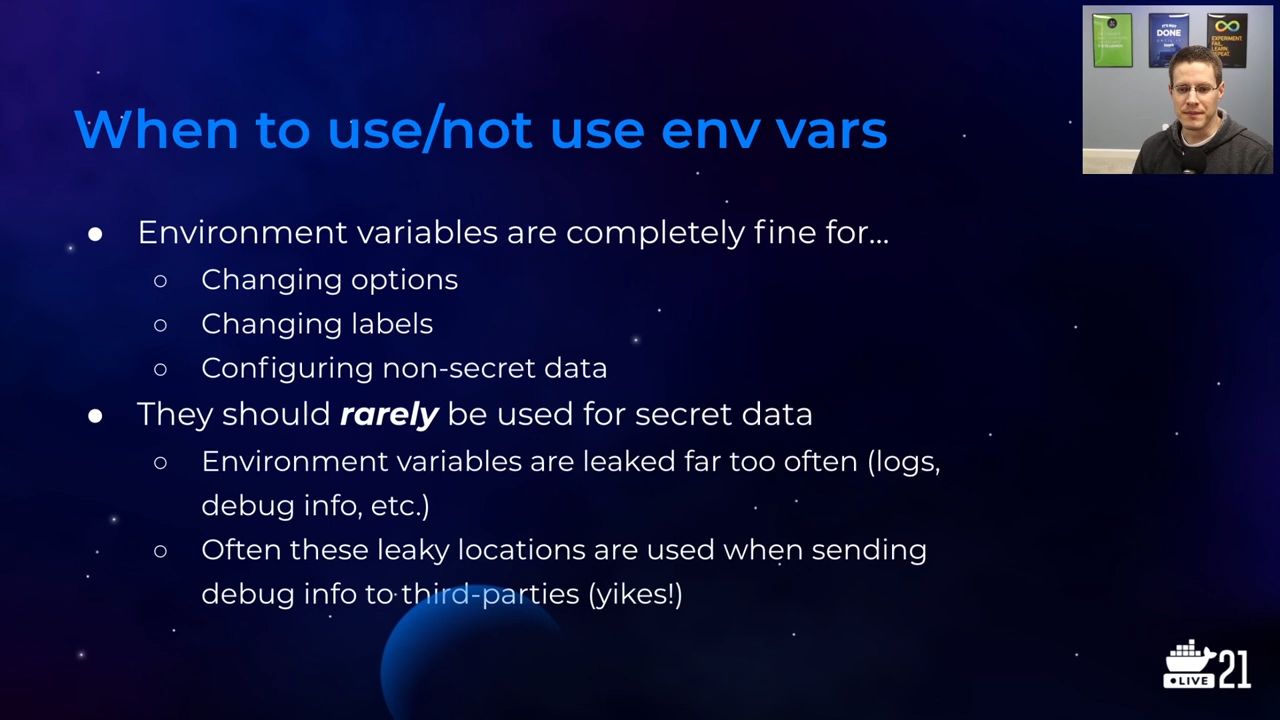 When to use/not use env vars
● Environment variables are completely fine for...
○ Changing options
○ Changing labels
○ Configuring non-secret data
● They should rarely be used for secret data
○ Environment variables are leaked far too often (logs,
debug info, etc.)
○ Often these leaky locations are used when sending
debug info to third-parties (yikes!)
DONE
EXPERIMENT.
FAIL.
LEARN.
REPEAT.
LIVE 21